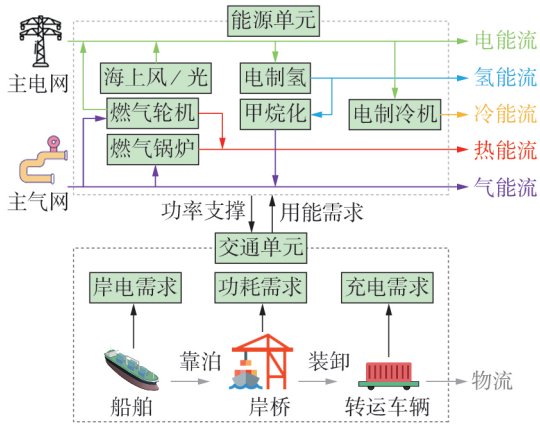 能源单元
电能流
主电网
海上风/光
电制氢
氢能流
燃气轮机
甲烷化
电制冷机
冷能流
燃气锅炉
热能流
主气网
气能流
功率支撑
用能需求
交通单元
岸电需求
功耗需求
充电需求
靠泊
装卸
物流
船舶
岸桥
转运车辆